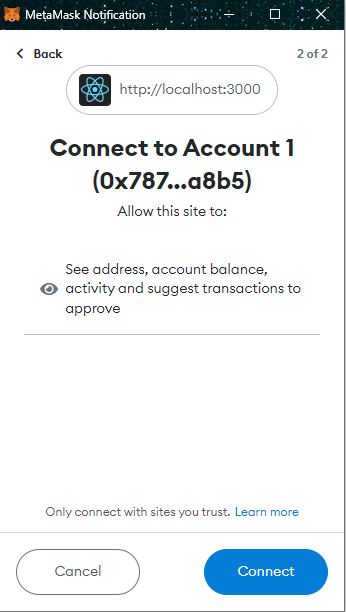 MetaMask Notification
Back
2 of 2
http://localhost:3000
Connect to Account 1
(0x787...a8b5)
Allow this site to:
See address, account balance,
activity and suggest transactions to
approve
Only connect with sites you trust. Learn more
Cancel
Connect